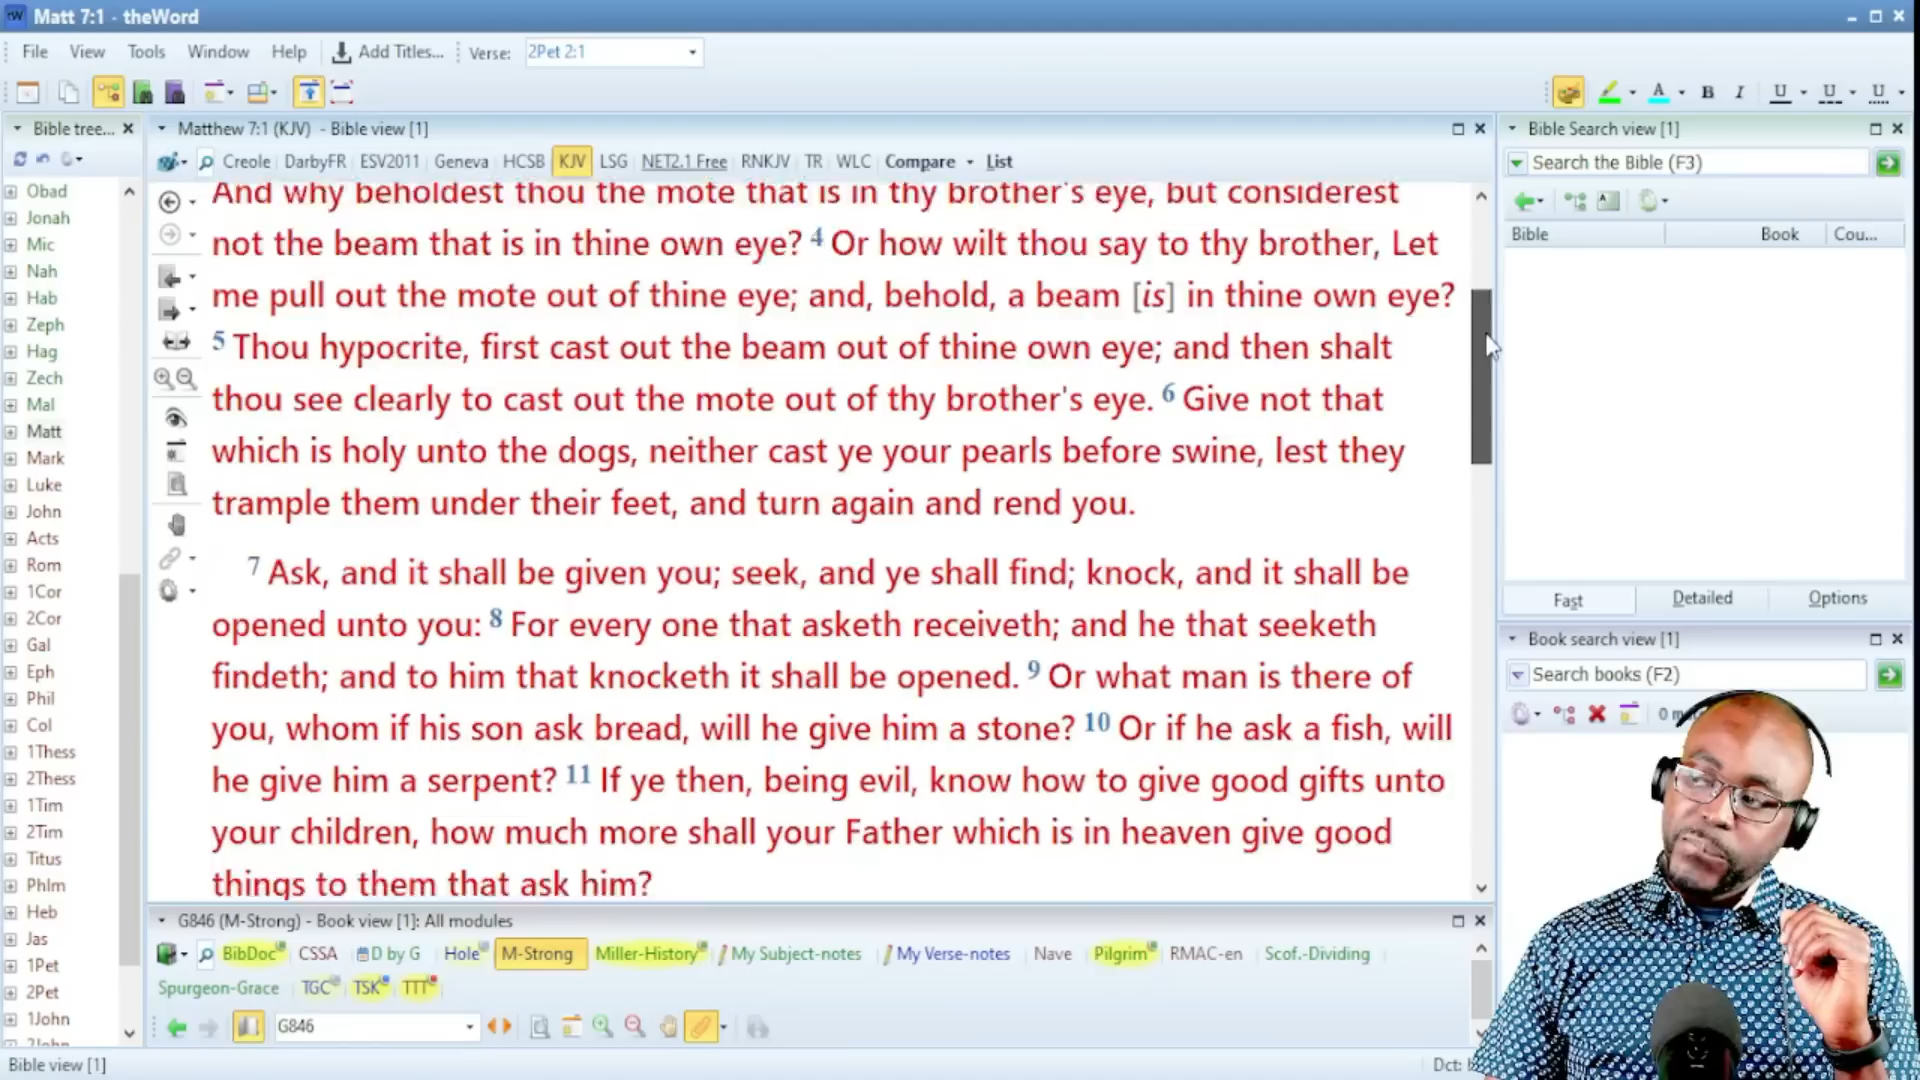 Matt 7:1 - theWord
File View Tools Window Help Add Titles... Verse: 2Pet 2:1
B I U U U
Bible tree...
Obad
Jonah
Mic
Nah
Hab
Zeph
Hag
Zech
Mal
Matt
Mark
Luke
John
Acts
Rom
1Cor
2Cor
Gal
Eph
Phil
Col
1Thess
2Thess
1Tim
2Tim
Titus
Phlm
Heb
Jas
1Pet
2Pet
1John
2John
Matthew 7:1 (KJV) - Bible view [1]
Creole DarbyFR ESV2011 Geneva HCSB KJV LSG NET2.1 Free RNKJV TR WLC Compare List
And why beholdest thou the mote that is in thy brother's eye, but considerest
not the beam that is in thine own eye? 4 Or how wilt thou say to thy brother, Let
me pull out the mote out of thine eye; and, behold, a beam [is] in thine own eye?
5 Thou hypocrite, first cast out the beam out of thine own eye; and then shalt
thou see clearly to cast out the mote out of thy brother's eye. 6 Give not that
which is holy unto the dogs, neither cast ye your pearls before swine, lest they
trample them under their feet, and turn again and rend you.
7 Ask, and it shall be given you; seek, and ye shall find; knock, and it shall be
opened unto you: 8 For every one that asketh receiveth; and he that seeketh
findeth; and to him that knocketh it shall be opened. 9 Or what man is there of
you, whom if his son ask bread, will he give him a stone? 10 Or if he ask a fish, will
he give him a serpent? 11 If ye then, being evil, know how to give good gifts unto
your children, how much more shall your Father which is in heaven give good
things to them that ask him?
G846 (M-Strong) - Book view [1]: All modules
BibDoc CSSA D by G Hole M-Strong Miller-History My Subject-notes My Verse-notes Nave Pilgrim RMAC-en Scof.-Dividing
Spurgeon-Grace TGC TSK TTT
G846
Bible Search view [1]
Search the Bible (F3)
Bible Book Cou...
Fast Detailed Options
Book search view [1]
Search books (F2)
0
Bible view [1]
Dct: